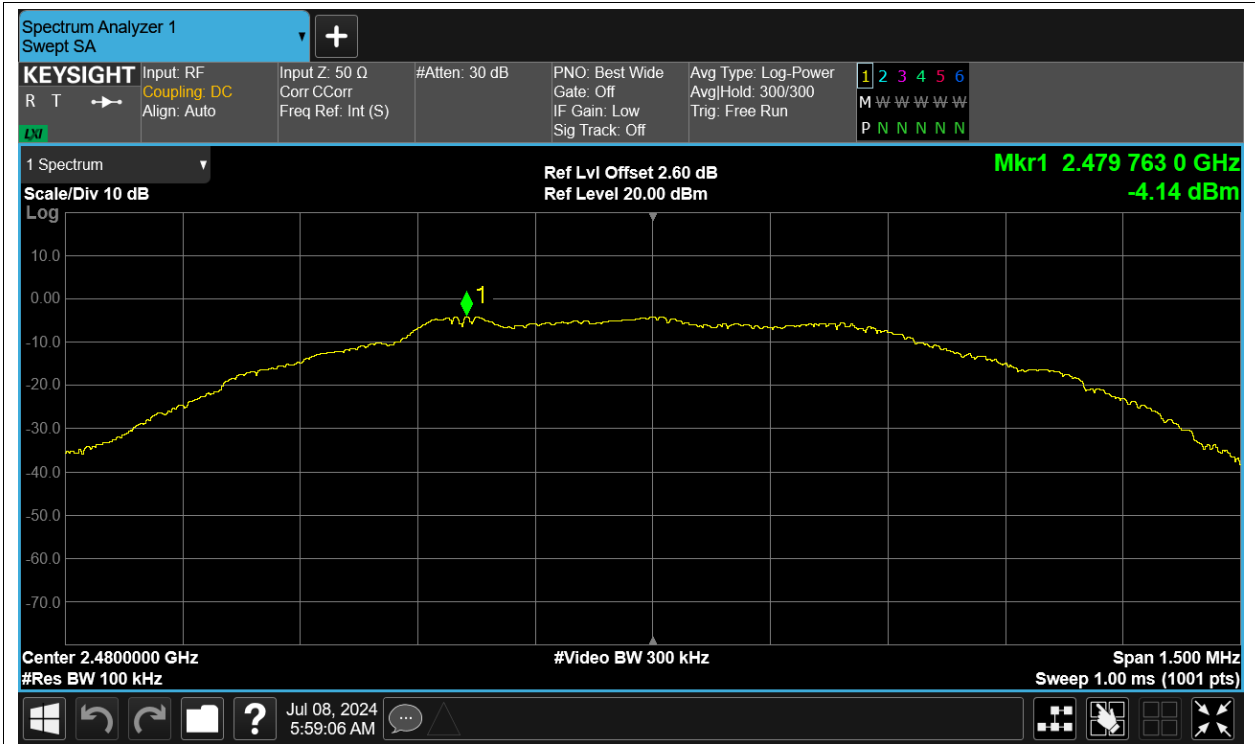 Spectrum Analyzer 1
Swept SA
+
KEYSIGHT
R T
LXI
Input: RF
Coupling: DC
Align: Auto
Input Z: 50 Ω
Corr CCorr
Freq Ref: Int (S)
#Atten: 30 dB
PNO: Best Wide
Gate: Off
IF Gain: Low
Sig Track: Off
Avg Type: Log-Power
Avg|Hold: 300/300
Trig: Free Run
1 2 3 4 5 6
M W W W W W
P N N N N N
1 Spectrum
Scale/Div 10 dB
Log
Ref Lvl Offset 2.60 dB
Ref Level 20.00 dBm
Mkr1 2.479 763 0 GHz
-4.14 dBm
10.0
0.00
-10.0
-20.0
-30.0
-40.0
-50.0
-60.0
-70.0
1
Center 2.4800000 GHz
#Res BW 100 kHz
#Video BW 300 kHz
Span 1.500 MHz
Sweep 1.00 ms (1001 pts)
?
Jul 08, 2024
5:59:06 AM